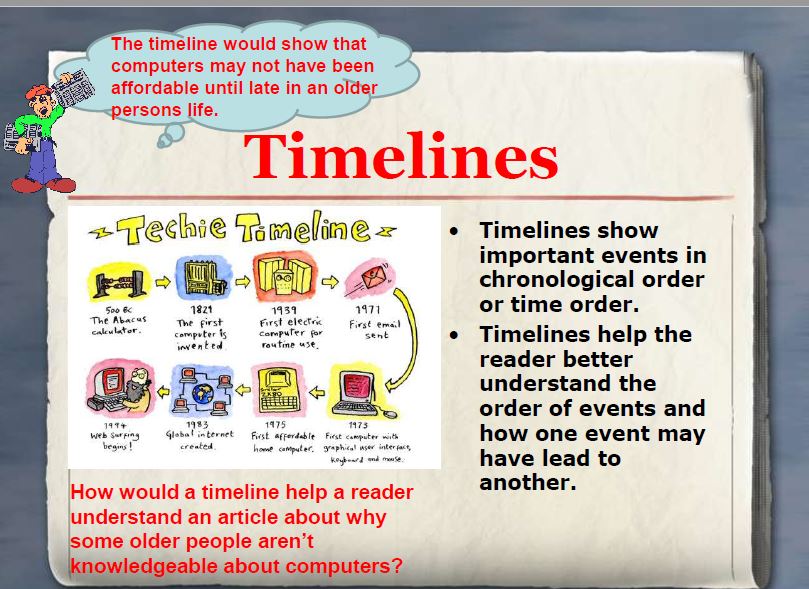 The timeline would show that
computers may not have been
affordable until late in an older
persons life.
Timelines
Techie Timeline
500 BC
The Abacus
calculator.
1821
The first
computer is
invented.
1939
First electric
computer for
routine use.
1971
First email
sent
1994
Web surfing
begins!
1983
Global internet
created.
1975
First affordable
home computer.
1973
First computer with
graphical user interface,
keyboard and mouse.
How would a timeline help a reader
understand an article about why
some older people aren't
knowledgeable about computers?
• Timelines show
important events in
chronological order
or time order.
• Timelines help the
reader better
understand the
order of events and
how one event may
have lead to
another.